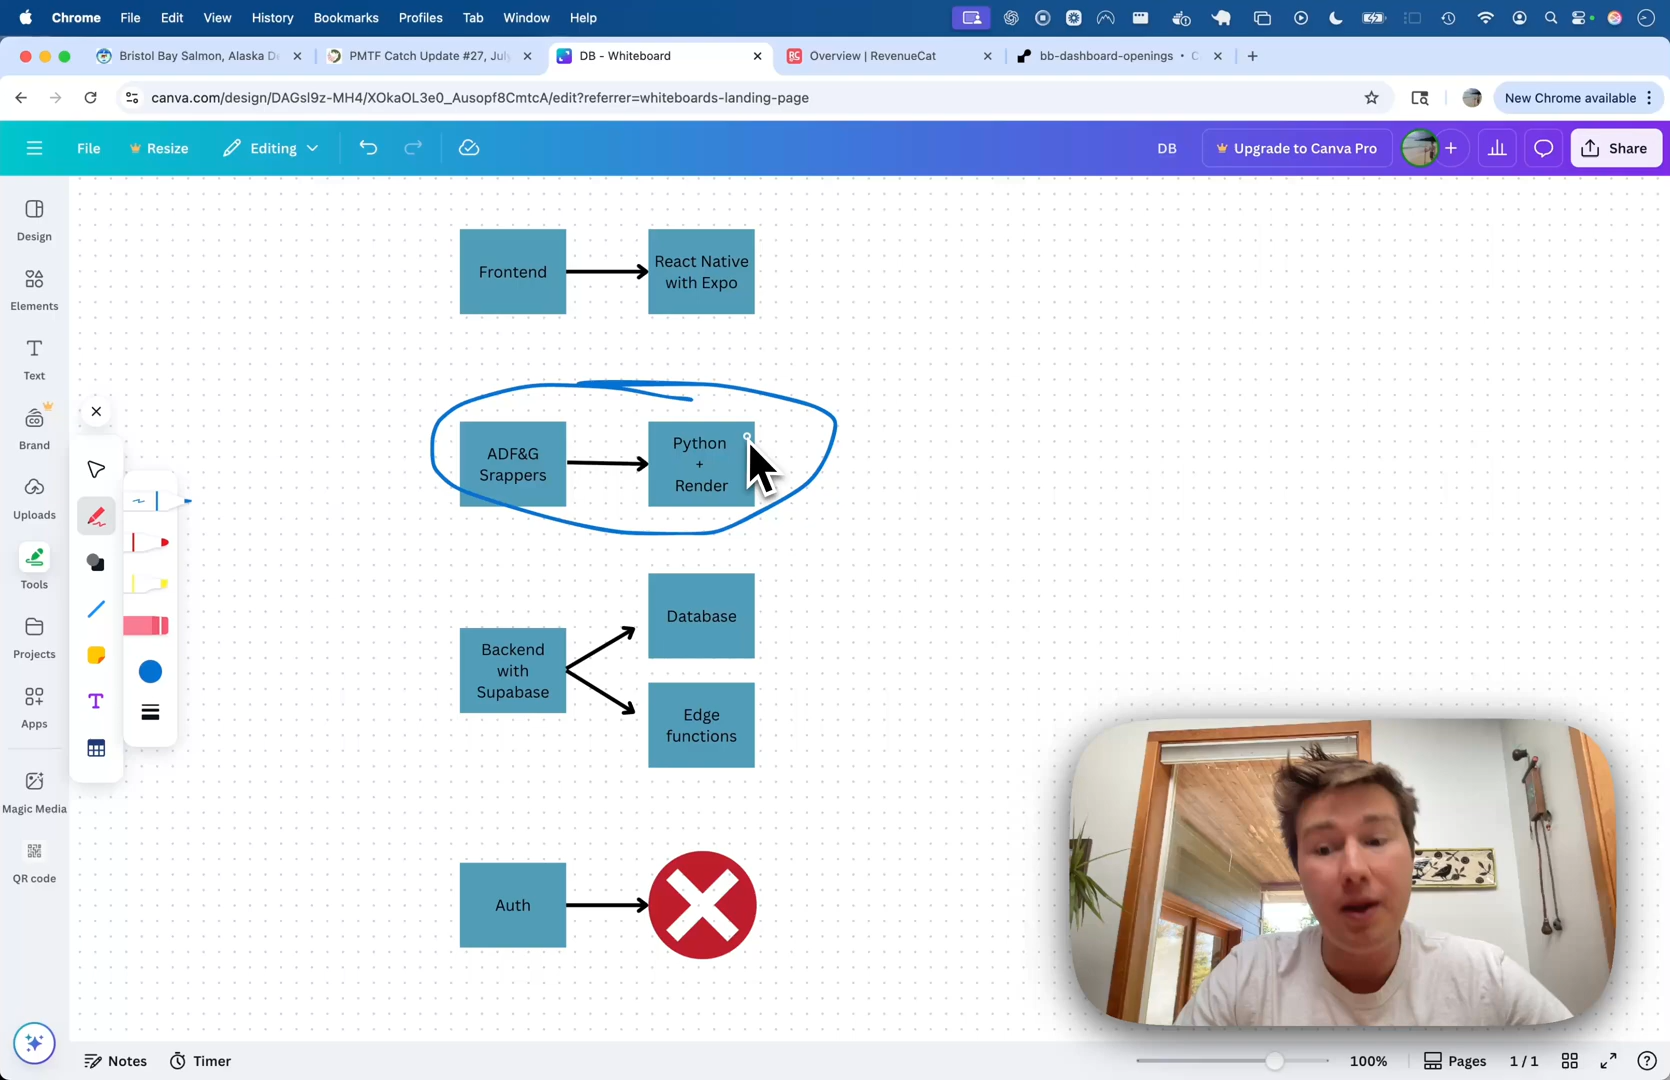 Chrome File Edit View History Bookmarks Profiles Tab Window Help
Bristol Bay Salmon, Alaska D
PMTF Catch Update #27, July
DB - Whiteboard
Overview | RevenueCat
bb-dashboard-openings • C
canva.com/design/DAGsl9z-MH4/XOkaOL3e0_Ausopf8CmtcA/edit?referrer=whiteboards-landing-page
New Chrome available
File Resize Editing
DB Upgrade to Canva Pro Share
Design
Elements
Text
Brand
Uploads
Tools
Projects
Apps
Magic Media
QR code
Frontend
React Native
with Expo
ADF&G
Srappers
Python
+
Render
Backend
with
Supabase
Database
Edge
functions
Auth
Notes Timer
100% Pages 1 / 1